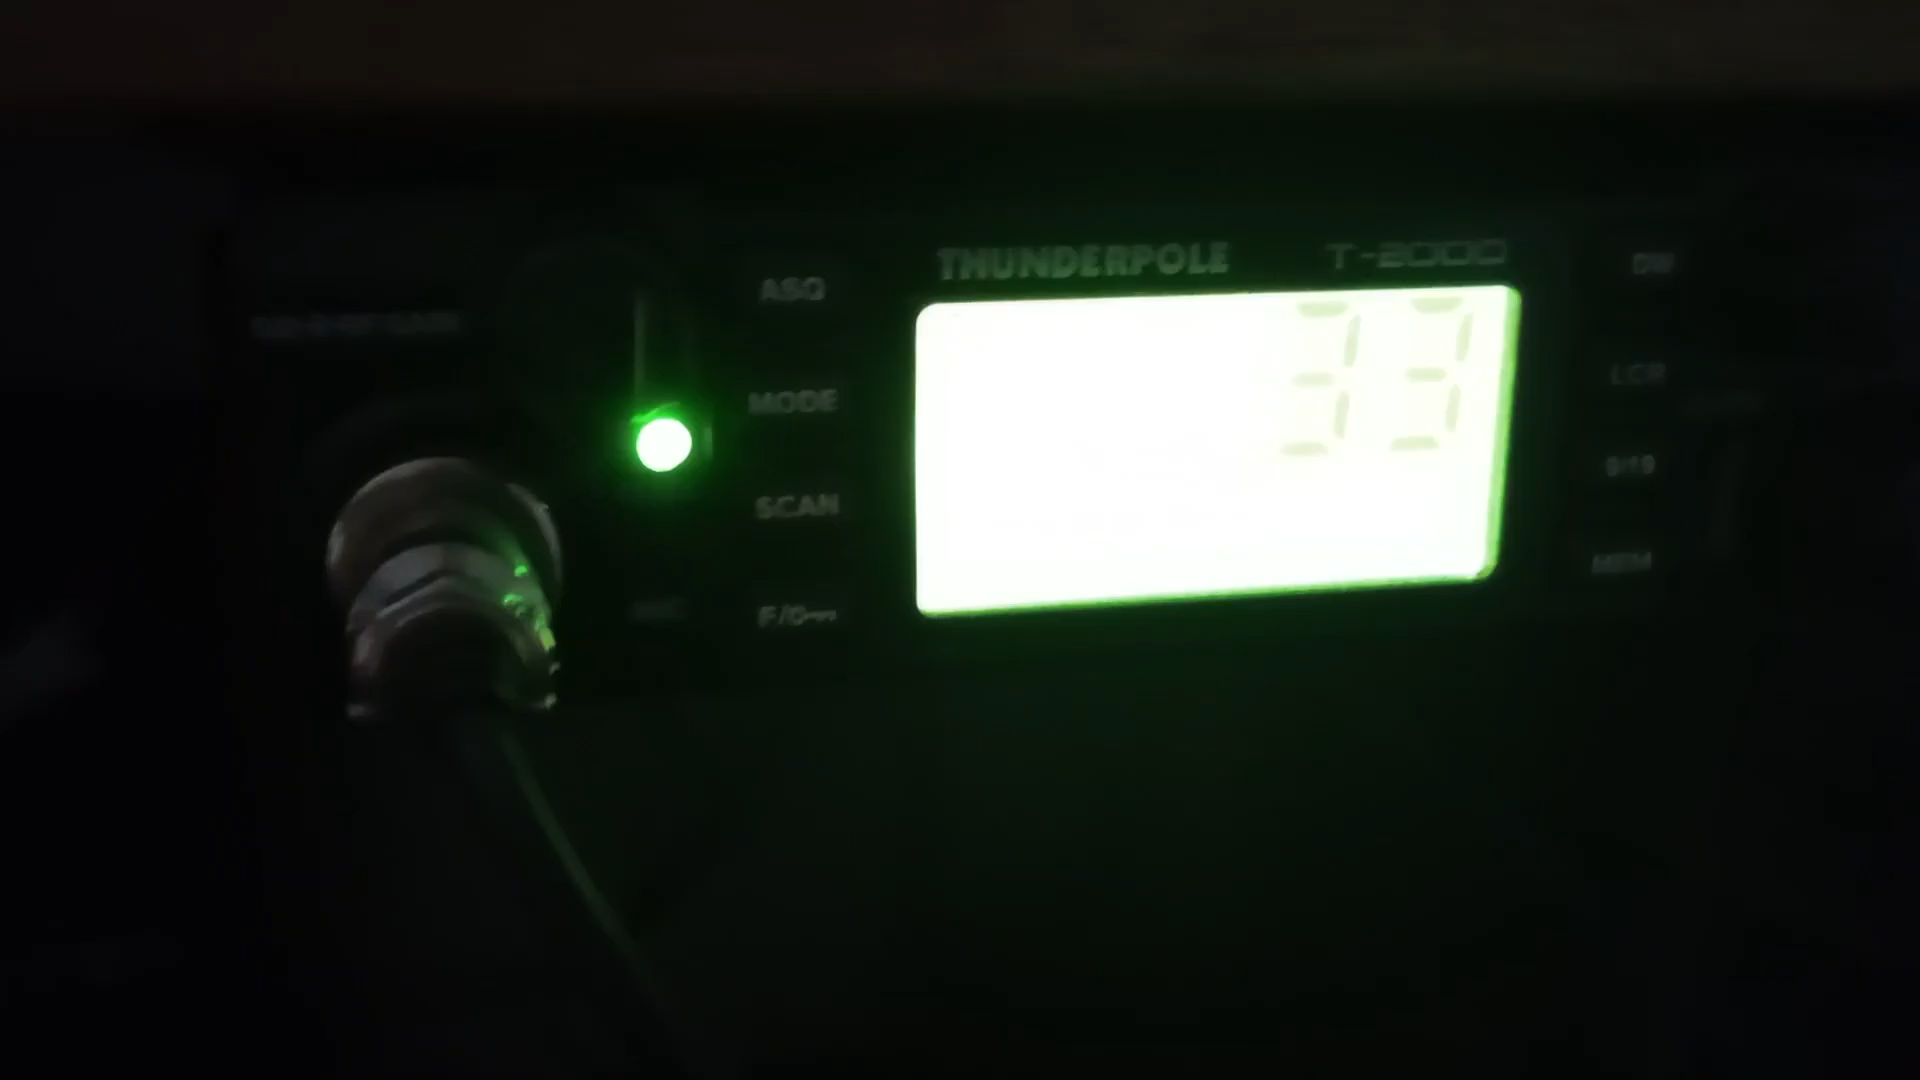 THUNDERPOLE T-2000
ASQ
DW
33
MODE
LCR
SCAN
9/19
F/
MEM